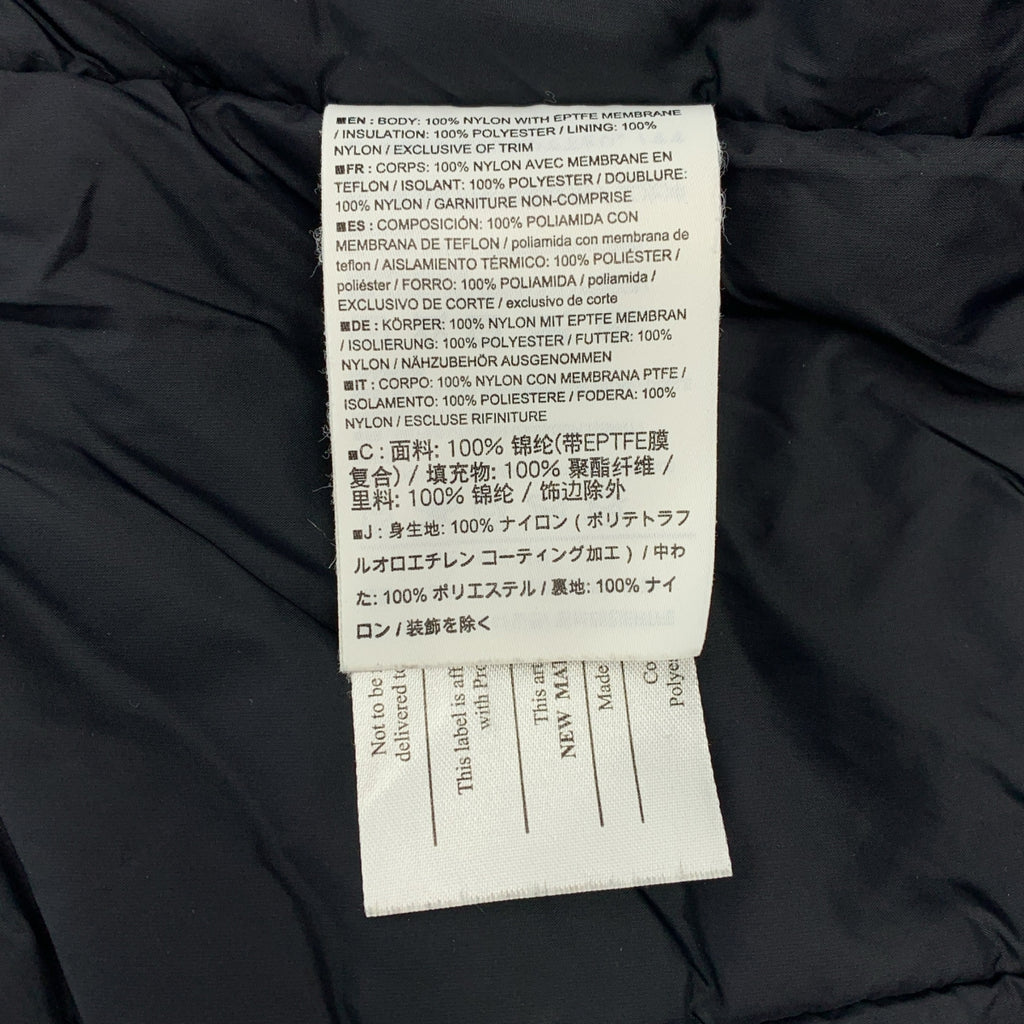 EN : BODY: 100% NYLON WITH EPTFE MEMBRANE
/ INSULATION: 100% POLYESTER / LINING: 100%
NYLON / EXCLUSIVE OF TRIM
FR : CORPS: 100% NYLON AVEC MEMBRANE EN
TEFLON / ISOLANT: 100% POLYESTER / DOUBLURE:
100% NYLON / GARNITURE NON-COMPRISE
ES : COMPOSICIÓN: 100% POLIAMIDA CON
MEMBRANA DE TEFLON / poliamida con membrana de
teflon / AISLAMIENTO TÉRMICO: 100% POLIÉSTER /
poliéster / FORRO: 100% POLIAMIDA / poliamida /
EXCLUSIVO DE CORTE / exclusivo de corte
DE : KÖRPER: 100% NYLON MIT EPTFE MEMBRAN
/ ISOLIERUNG: 100% POLYESTER / FUTTER: 100%
NYLON / NÄHZUBEHÖR AUSGENOMMEN
IT : CORPO: 100% NYLON CON MEMBRANA PTFE /
ISOLAMENTO: 100% POLIESTERE / FODERA: 100%
NYLON / ESCLUSE RIFINITURE
C : 面料: 100% 锦纶(带EPTFE膜
复合) / 填充物: 100% 聚酯纤维 /
里料: 100% 锦纶 / 饰边除外
J : 身生地: 100% ナイロン ( ポリテトラフ
ルオロエチレン コーティング加工 ) / 中わ
た: 100% ポリエステル / 裏地: 100% ナイ
ロン / 装飾を除く
Not to be
delivered to
This label is aff
with Pro
This art
NEW MAT
Made
Co
Polye